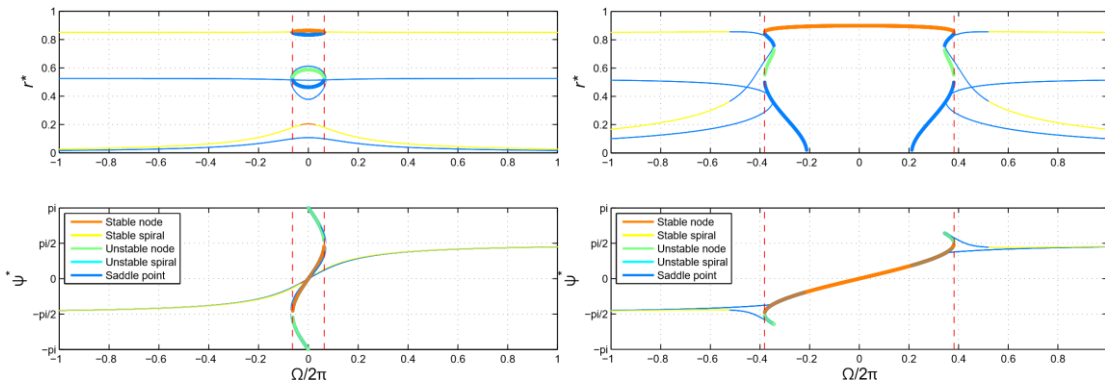 1
0.8
0.6
0.4
0.2
0
r*
−1 −0.8 −0.6 −0.4 −0.2 0 0.2 0.4 0.6 0.8 1
1
0.8
0.6
0.4
0.2
0
r*
−1 −0.8 −0.6 −0.4 −0.2 0 0.2 0.4 0.6 0.8 1
pi
pi/2
0
−pi/2
−pi
ψ*
Stable node
Stable spiral
Unstable node
Unstable spiral
Saddle point
−1 −0.8 −0.6 −0.4 −0.2 0 0.2 0.4 0.6 0.8 1
Ω/2π
pi
pi/2
0
−pi/2
−pi
ψ*
Stable node
Stable spiral
Unstable node
Unstable spiral
Saddle point
−1 −0.8 −0.6 −0.4 −0.2 0 0.2 0.4 0.6 0.8 1
Ω/2π